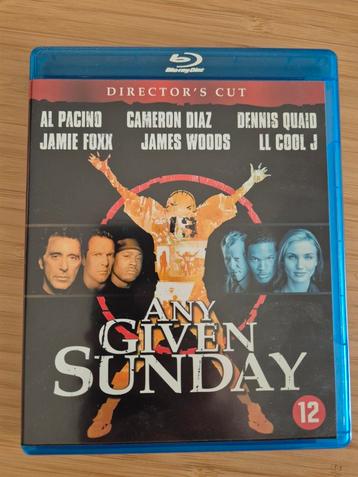 Blu-ray Disc
DIRECTOR'S CUT
AL PACINO CAMERON DIAZ DENNIS QUAID
JAMIE FOXX JAMES WOODS LL COOL J
13
ANY
GIVEN
SUNDAY
12